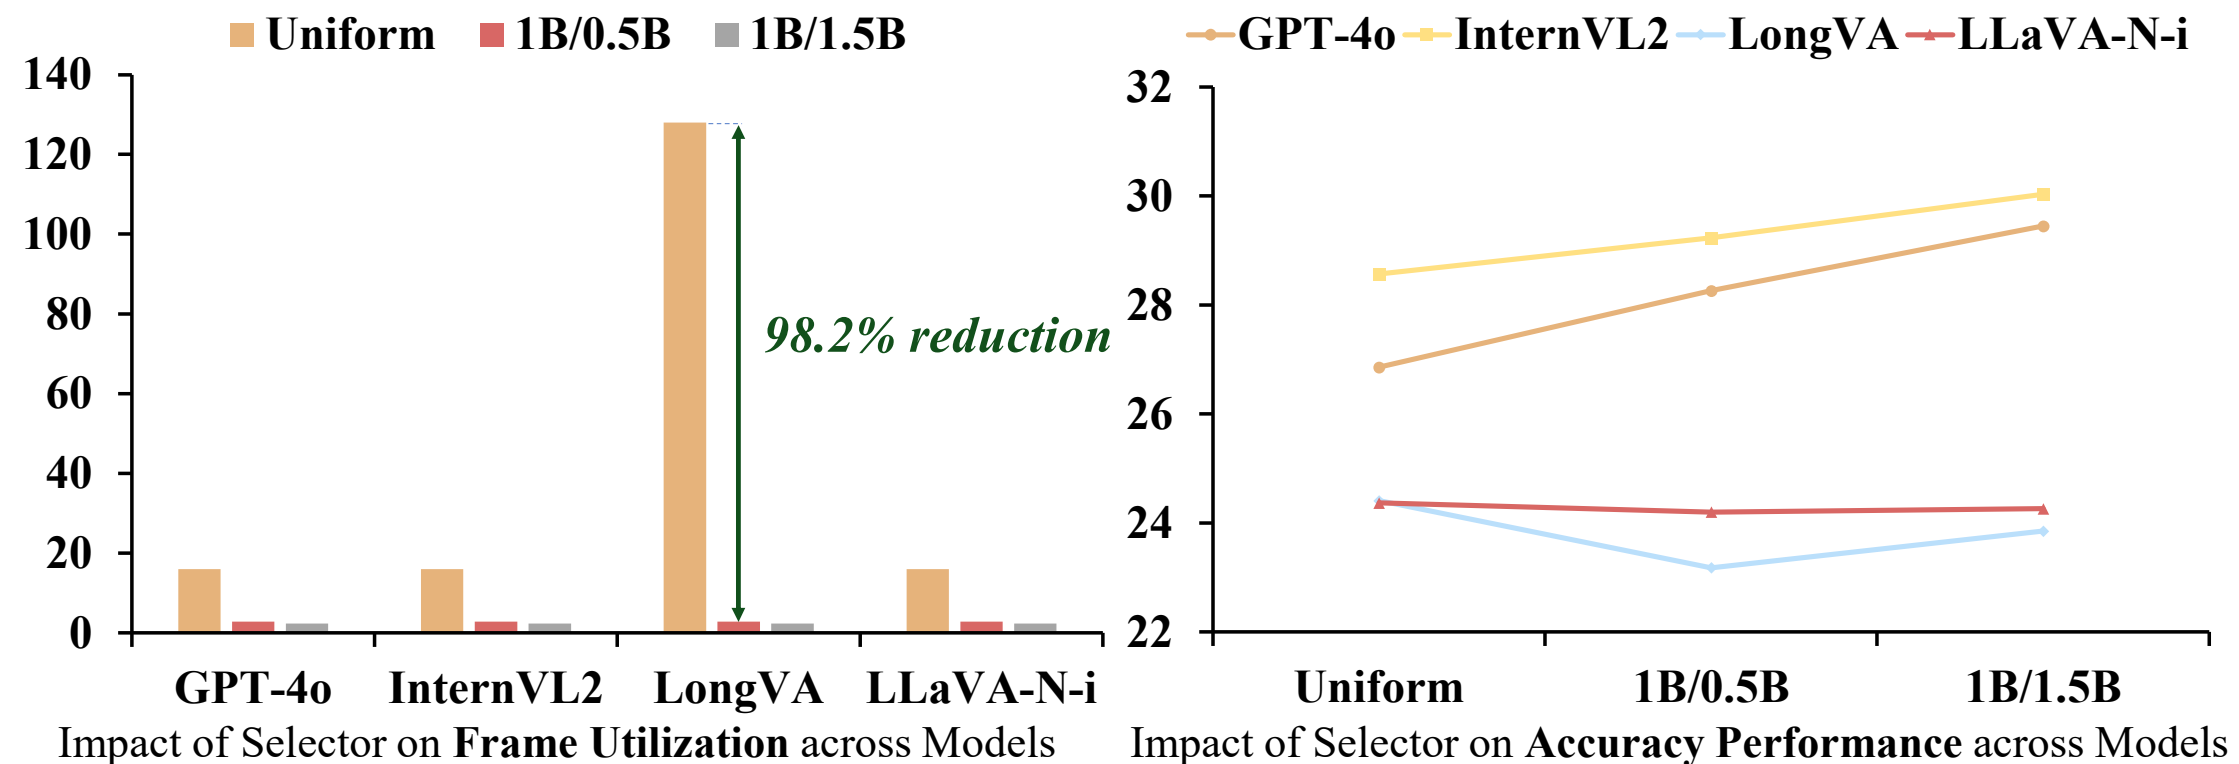 Uniform 1B/0.5B 1B/1.5B
140
120
100
80
60
40
20
0
98.2% reduction
GPT-4o InternVL2 LongVA LLaVA-N-i
Impact of Selector on Frame Utilization across Models
GPT-4o InternVL2 LongVA LLaVA-N-i
32
30
28
26
24
22
Uniform 1B/0.5B 1B/1.5B
Impact of Selector on Accuracy Performance across Models